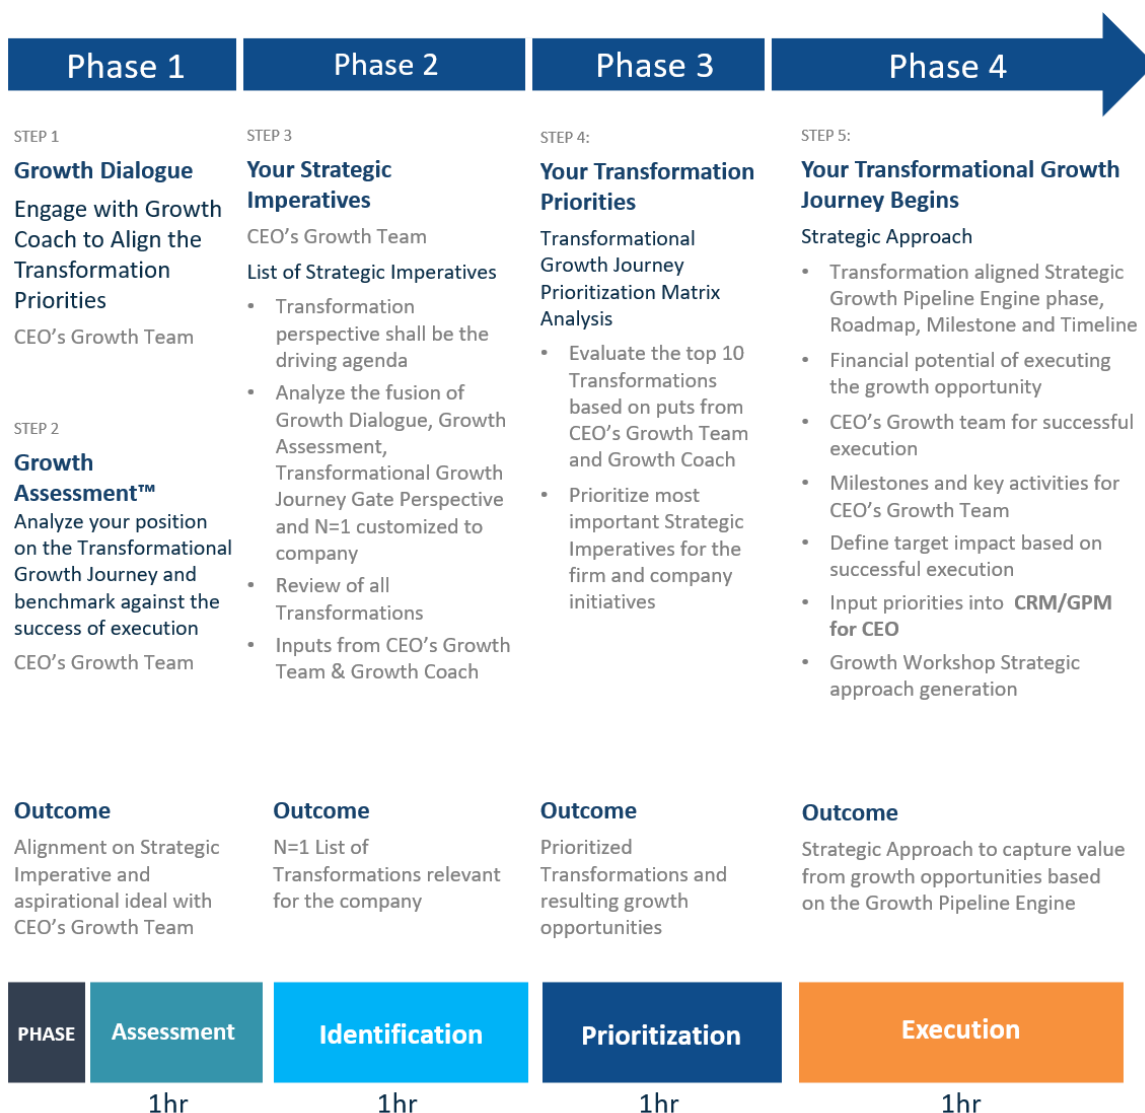 Phase 1
Phase 2
Phase 3
Phase 4
STEP 1
Growth Dialogue
Engage with Growth
Coach to Align the
Transformation
Priorities
CEO's Growth Team
STEP 2
Growth
Assessment™
Analyze your position
on the Transformational
Growth Journey and
benchmark against the
success of execution
CEO's Growth Team
STEP 3
Your Strategic
Imperatives
CEO's Growth Team
List of Strategic Imperatives
• Transformation
perspective shall be the
driving agenda
• Analyze the fusion of
Growth Dialogue, Growth
Assessment,
Transformational Growth
Journey Gate Perspective
and N=1 customized to
company
• Review of all
Transformations
• Inputs from CEO's Growth
Team & Growth Coach
STEP 4:
Your Transformation
Priorities
Transformational
Growth Journey
Prioritization Matrix
Analysis
• Evaluate the top 10
Transformations
based on puts from
CEO's Growth Team
and Growth Coach
• Prioritize most
important Strategic
Imperatives for the
firm and company
initiatives
STEP 5:
Your Transformational Growth
Journey Begins
Strategic Approach
• Transformation aligned Strategic
Growth Pipeline Engine phase,
Roadmap, Milestone and Timeline
• Financial potential of executing
the growth opportunity
• CEO's Growth team for successful
execution
• Milestones and key activities for
CEO's Growth Team
• Define target impact based on
successful execution
• Input priorities into CRM/GPM
for CEO
• Growth Workshop Strategic
approach generation
Outcome
Alignment on Strategic
Imperative and
aspirational ideal with
CEO's Growth Team
Outcome
N=1 List of
Transformations relevant
for the company
Outcome
Prioritized
Transformations and
resulting growth
opportunities
Outcome
Strategic Approach to capture value
from growth opportunities based
on the Growth Pipeline Engine
PHASE
Assessment
Identification
Prioritization
Execution
1hr
1hr
1hr
1hr